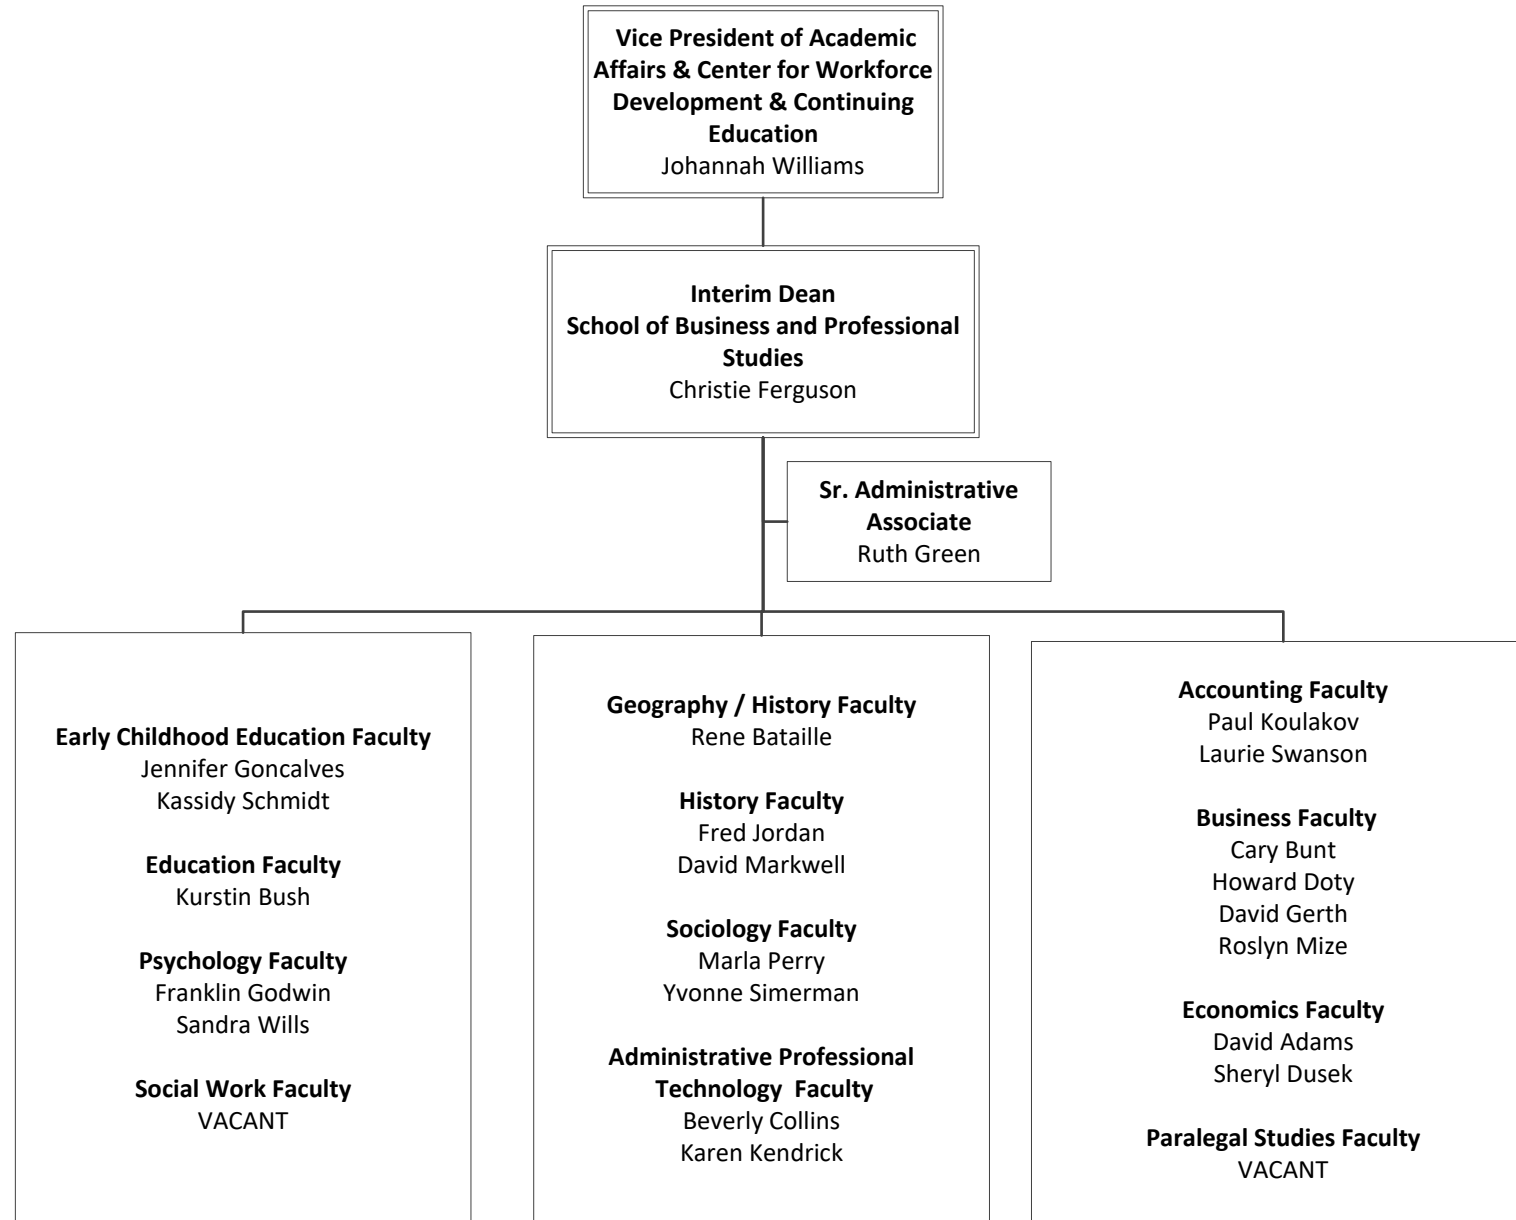 Vice President of Academic
Affairs & Center for Workforce
Development & Continuing
Education
Johannah Williams
Interim Dean
School of Business and Professional
Studies
Christie Ferguson
Sr. Administrative
Associate
Ruth Green
Early Childhood Education Faculty
Jennifer Goncalves
Kassidy Schmidt
Education Faculty
Kurstin Bush
Psychology Faculty
Franklin Godwin
Sandra Wills
Social Work Faculty
VACANT
Geography / History Faculty
Rene Bataille
History Faculty
Fred Jordan
David Markwell
Sociology Faculty
Marla Perry
Yvonne Simerman
Administrative Professional
Technology  Faculty
Beverly Collins
Karen Kendrick
Accounting Faculty
Paul Koulakov
Laurie Swanson
Business Faculty
Cary Bunt
Howard Doty
David Gerth
Roslyn Mize
Economics Faculty
David Adams
Sheryl Dusek
Paralegal Studies Faculty
VACANT